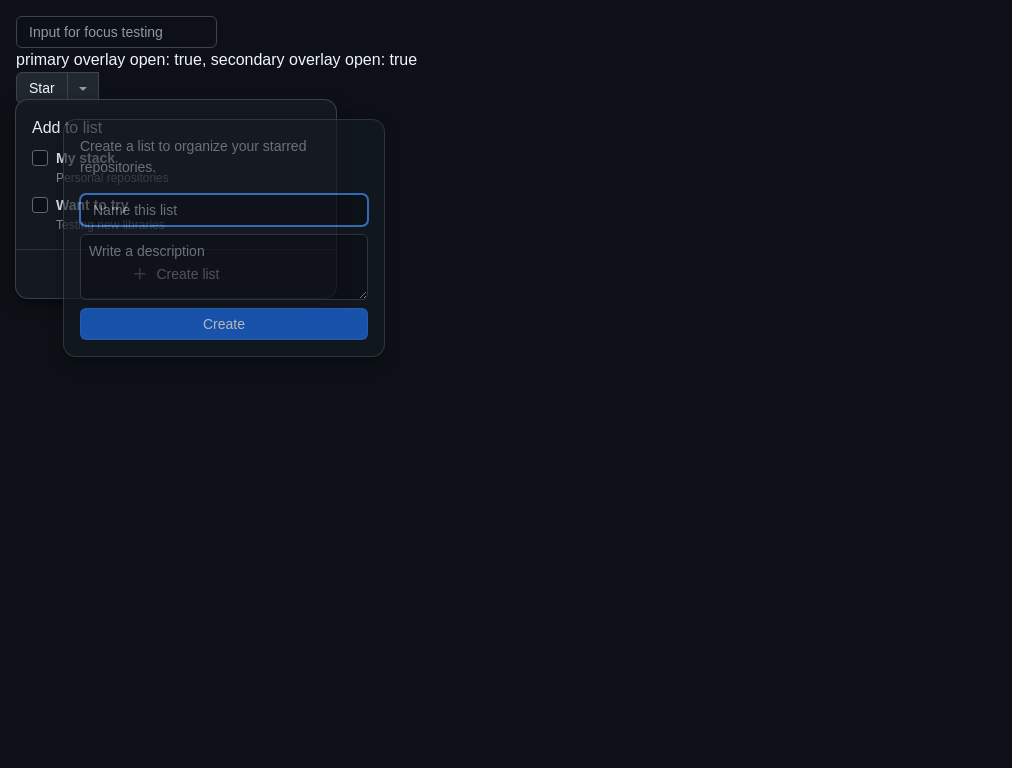 Input for focus testing
primary overlay open: true, secondary overlay open: true
Star
Add to list
Create a list to organize your starred
repositories.
My stack
Personal repositories
Want to try
Name this list
Testing new libraries
Write a description
Create list
Create